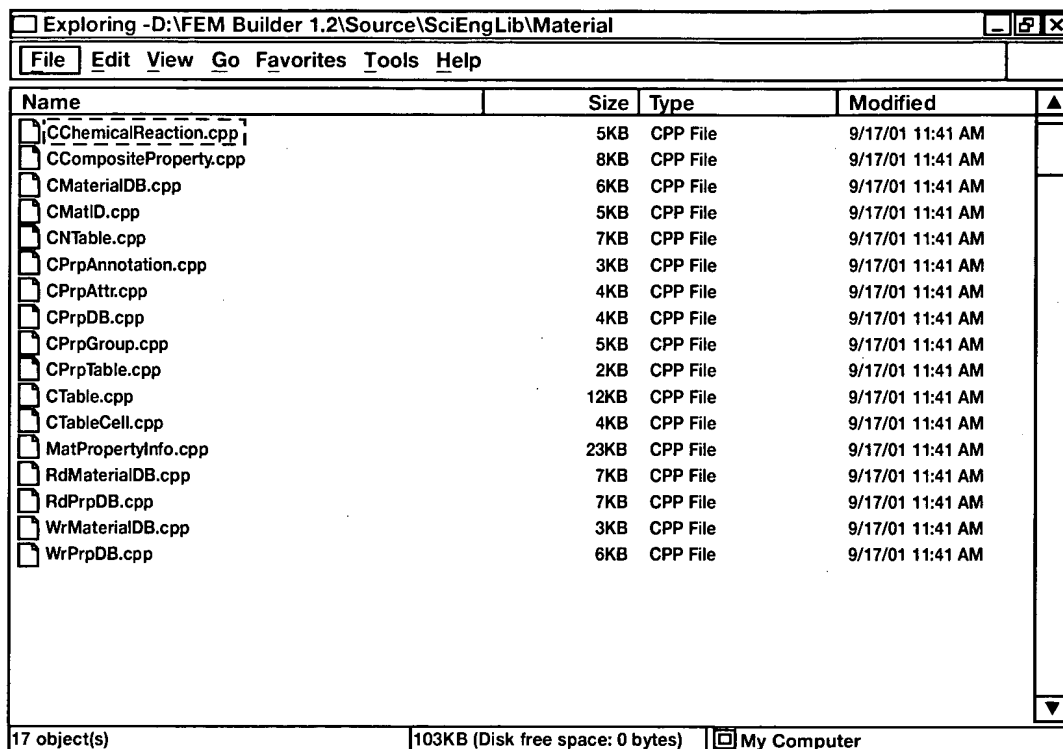 Exploring -D:\FEM Builder 1.2\Source\SciEngLib\Material
File Edit View Go Favorites Tools Help
Name Size Type Modified
CChemicalReaction.cpp 5KB CPP File 9/17/01 11:41 AM
CCompositeProperty.cpp 8KB CPP File 9/17/01 11:41 AM
CMaterialDB.cpp 6KB CPP File 9/17/01 11:41 AM
CMatID.cpp 5KB CPP File 9/17/01 11:41 AM
CNTable.cpp 7KB CPP File 9/17/01 11:41 AM
CPrpAnnotation.cpp 3KB CPP File 9/17/01 11:41 AM
CPrpAttr.cpp 4KB CPP File 9/17/01 11:41 AM
CPrpDB.cpp 4KB CPP File 9/17/01 11:41 AM
CPrpGroup.cpp 5KB CPP File 9/17/01 11:41 AM
CPrpTable.cpp 2KB CPP File 9/17/01 11:41 AM
CTable.cpp 12KB CPP File 9/17/01 11:41 AM
CTableCell.cpp 4KB CPP File 9/17/01 11:41 AM
MatPropertyInfo.cpp 23KB CPP File 9/17/01 11:41 AM
RdMaterialDB.cpp 7KB CPP File 9/17/01 11:41 AM
RdPrpDB.cpp 7KB CPP File 9/17/01 11:41 AM
WrMaterialDB.cpp 3KB CPP File 9/17/01 11:41 AM
WrPrpDB.cpp 6KB CPP File 9/17/01 11:41 AM
17 object(s) 103KB (Disk free space: 0 bytes) My Computer